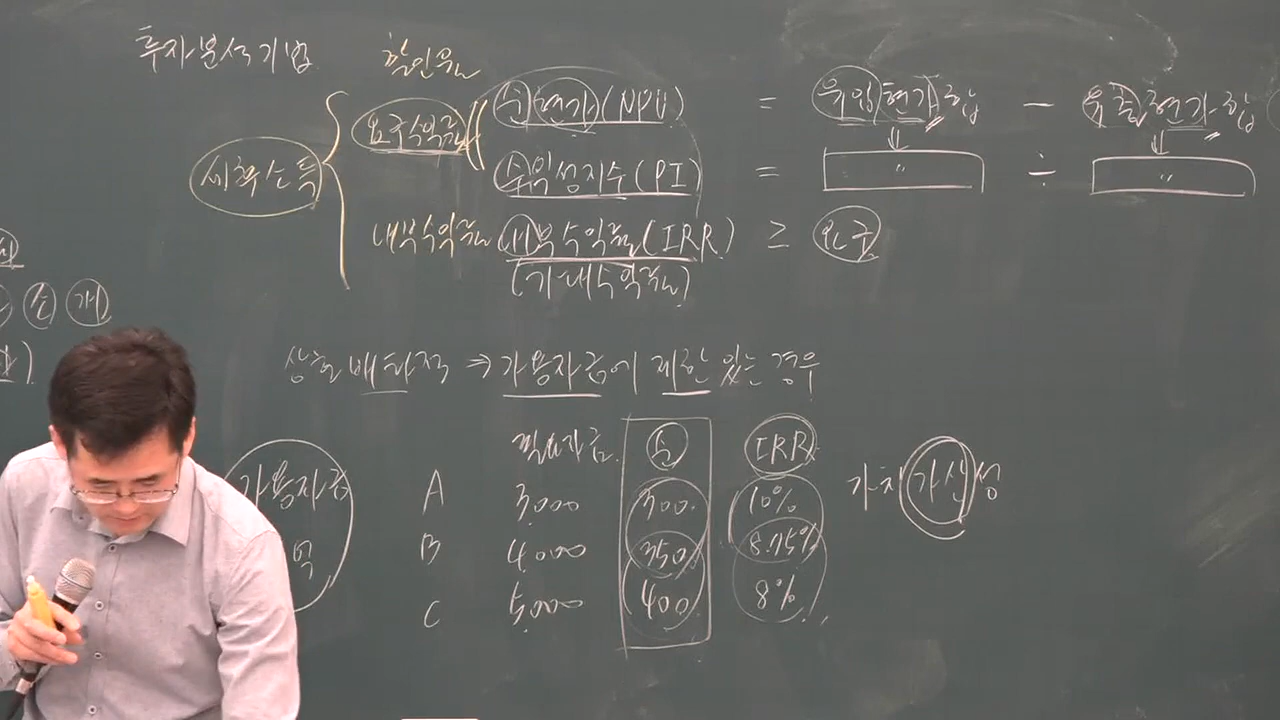 투자분석기법 할인율
세후소득 요구수익률 순현가(NPV) = 유입현가합 - 유출현가합
수익성지수(PI) = " ÷ "
내부수익률 내부수익률(IRR) ≥ 요구
(기대수익률)
상호배타적 ⇒ 가용자금에 제한 있는 경우
필요자금 순 IRR
가용자금 A 3,000 300 10% 가치가산성
억 B 4,000 350 8.75%
C 5,000 400 8%